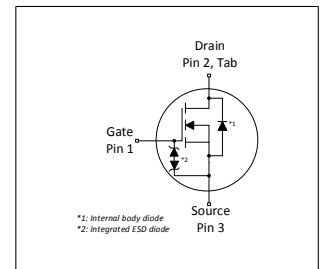 Drain
Pin 2, Tab
*1
Gate
Pin 1
*2
Source
Pin 3
*1: Internal body diode
*2: Integrated ESD diode